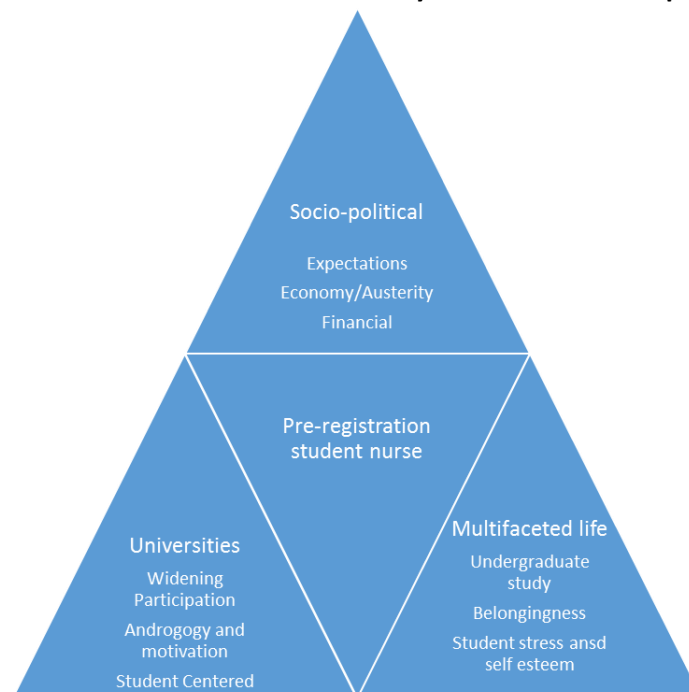 Socio-political
Expectations
Economy/Austerity
Financial
Pre-registration
student nurse
Universities
Widening
Participation
Androgogy and
motivation
Student Centered
Multifaceted life
Undergraduate
study
Belongingness
Student stress ansd
self esteem